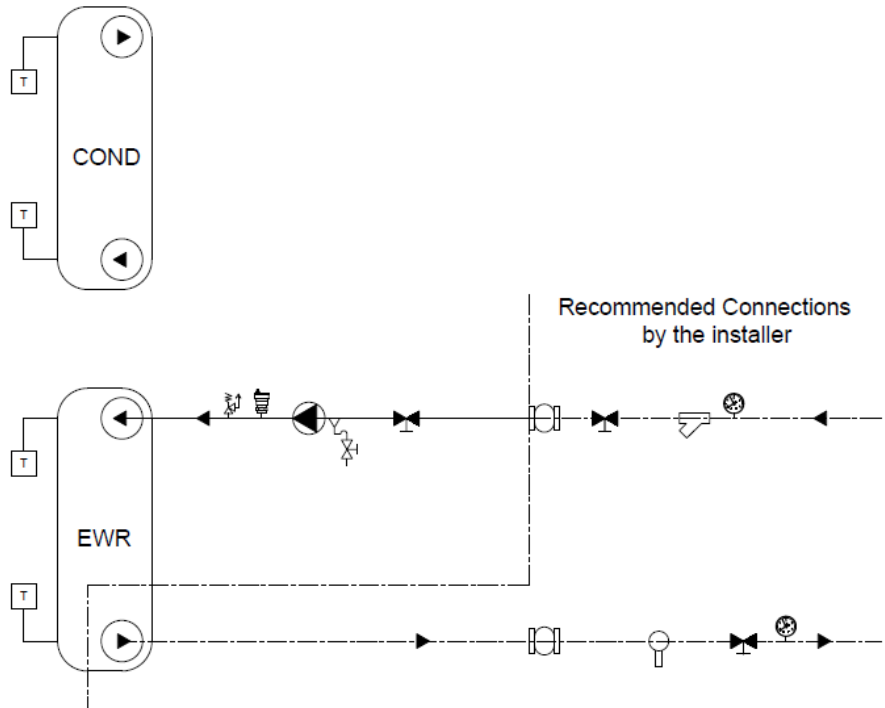 T
COND
T
Recommended Connections
by the installer
T
EWR
T